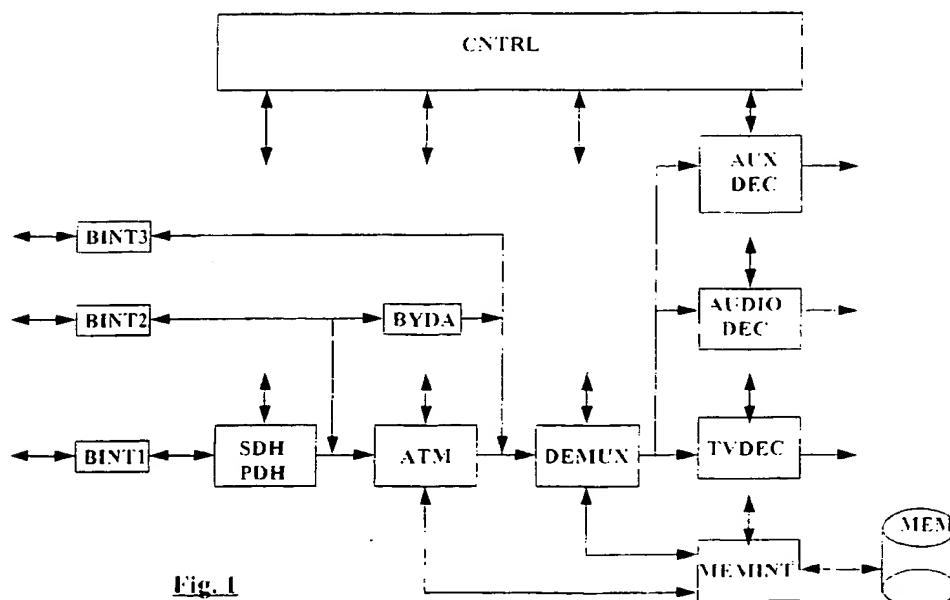 CNTRL
AUX
DEC
BINT3
BINT2
BYDA
AUDIO
DEC
BINT1
SDH
PDH
ATM
DEMUX
TVDEC
MEMINT
MEM
Fig. 1